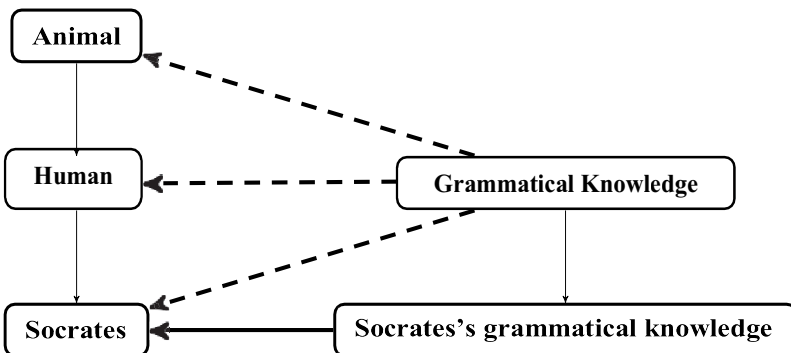 Animal
Human
Grammatical Knowledge
Socrates
Socrates's grammatical knowledge